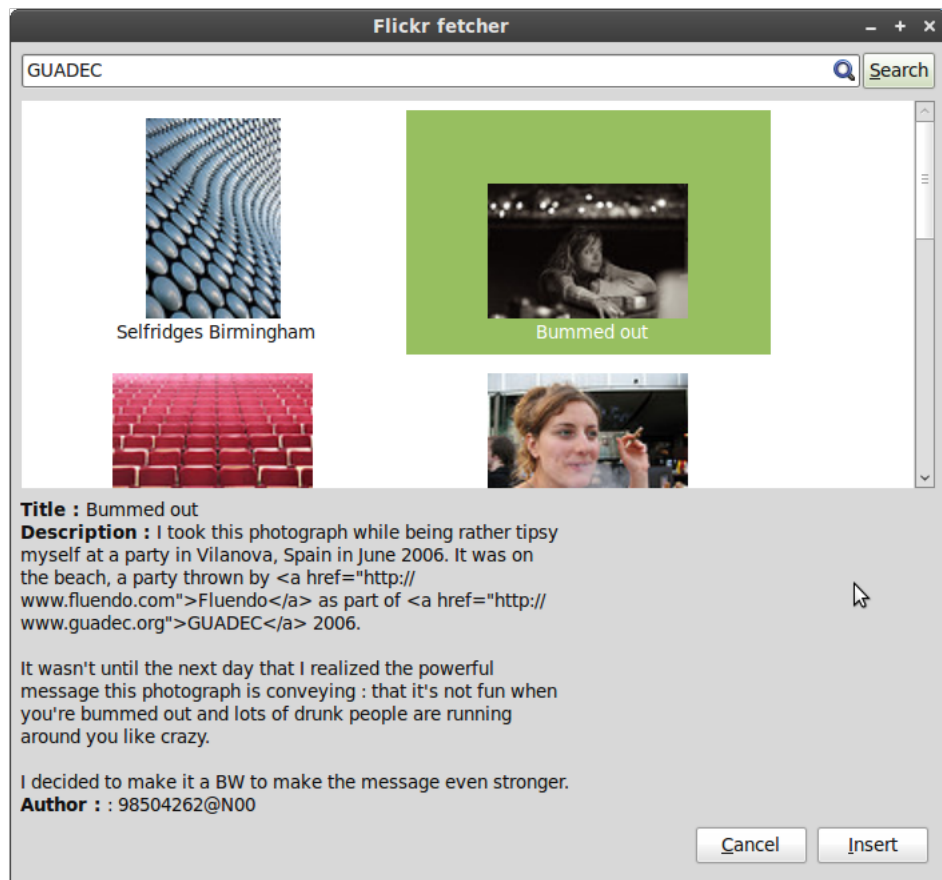 Flickr fetcher
GUADEC
Search
Selfridges Birmingham
Bummed out
Title : Bummed out
Description : I took this photograph while being rather tipsy
myself at a party in Vilanova, Spain in June 2006. It was on
the beach, a party thrown by <a href="http://
www.fluendo.com">Fluendo</a> as part of <a href="http://
www.guadec.org">GUADEC</a> 2006.
It wasn't until the next day that I realized the powerful
message this photograph is conveying : that it's not fun when
you're bummed out and lots of drunk people are running
around you like crazy.
I decided to make it a BW to make the message even stronger.
Author : : 98504262@N00
Cancel
Insert